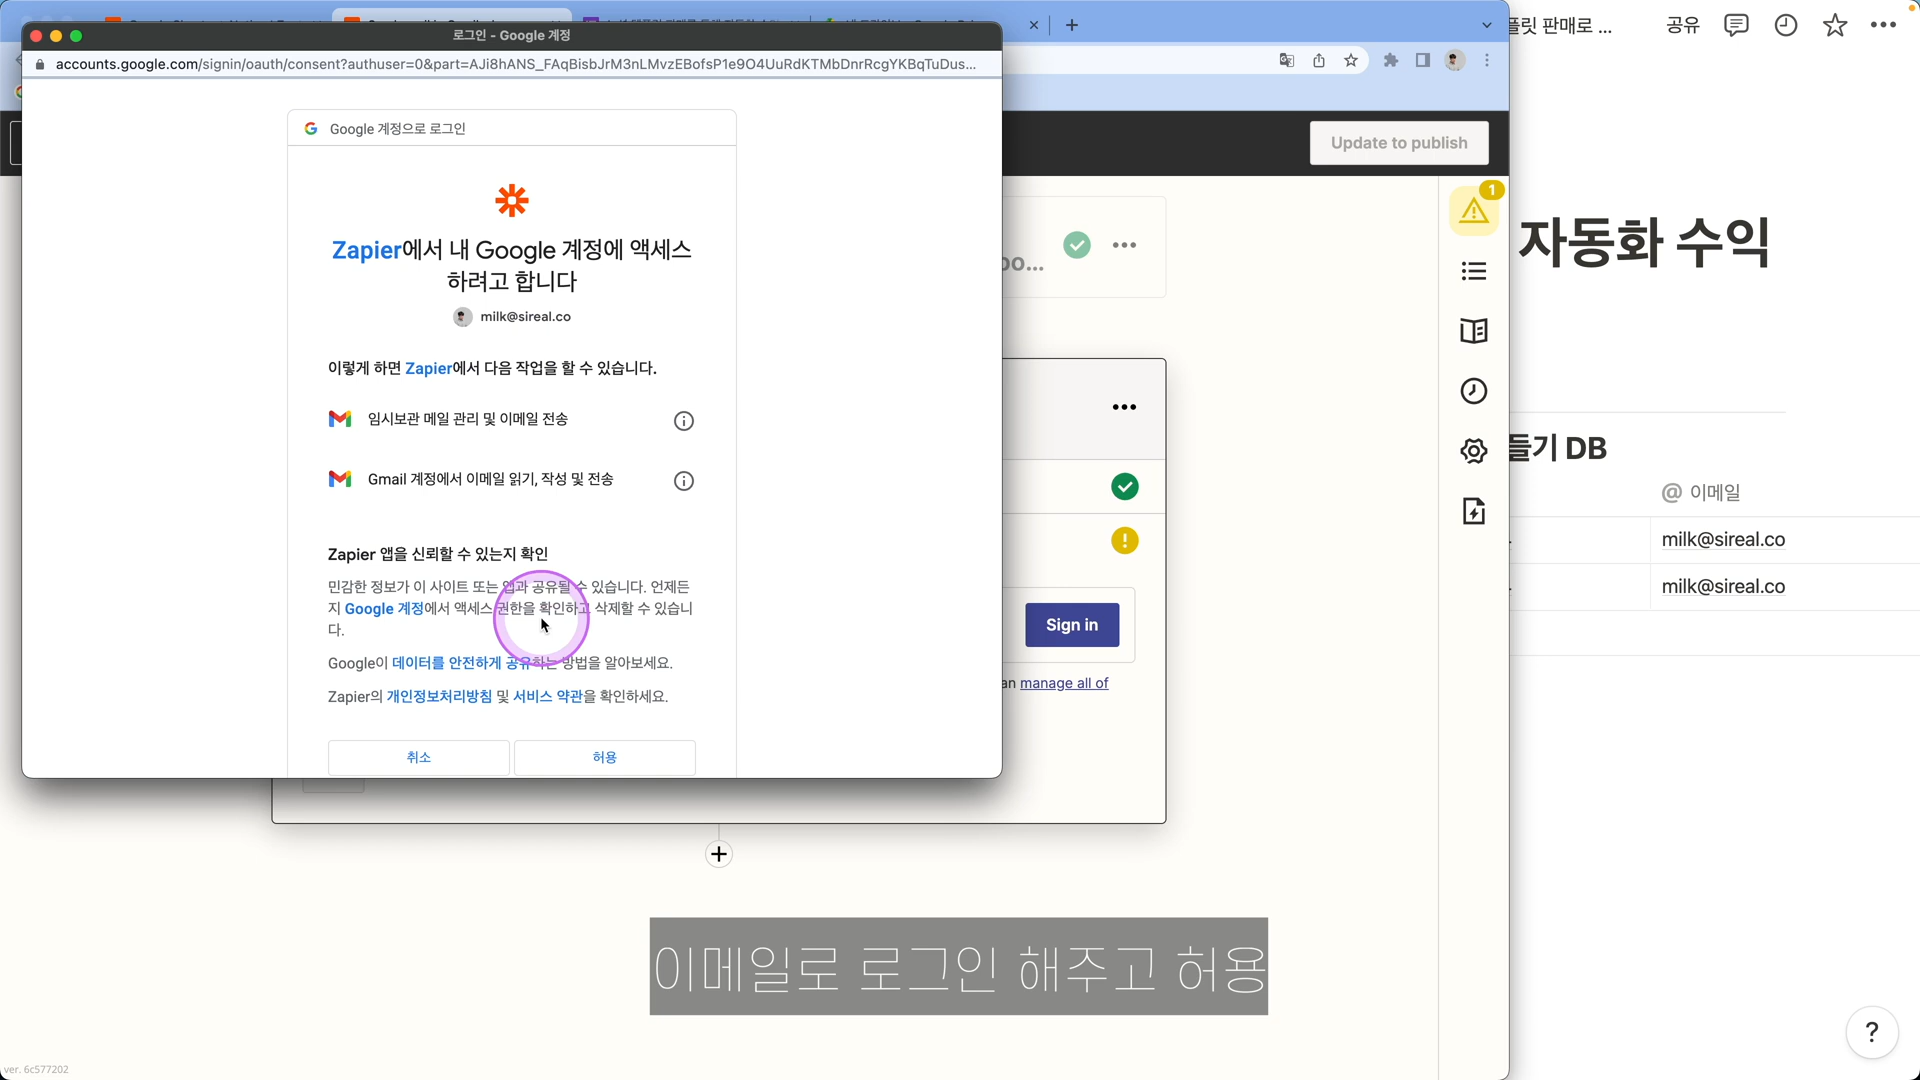 로그인 - Google 계정
accounts.google.com/signin/oauth/consent?authuser=0&part=AJi8hANS_FAqBisbJrM3nLMvzEBofsP1e9O4UuRdKTMbDnrRcgYKBqTuDus...
Google 계정으로 로그인
Zapier에서 내 Google 계정에 액세스
하려고 합니다
milk@sireal.co
이렇게 하면 Zapier에서 다음 작업을 할 수 있습니다.
임시보관 메일 관리 및 이메일 전송
Gmail 계정에서 이메일 읽기, 작성 및 전송
Zapier 앱을 신뢰할 수 있는지 확인
민감한 정보가 이 사이트 또는 앱과 공유될 수 있습니다. 언제든
지 Google 계정에서 액세스 권한을 확인하고 삭제할 수 있습니
다.
Google이 데이터를 안전하게 공유하는 방법을 알아보세요.
Zapier의 개인정보처리방침 및 서비스 약관을 확인하세요.
취소 허용
Update to publish
1
oo...
Sign in
an manage all of
플릿 판매로 ... 공유
자동화 수익
들기 DB
@ 이메일
milk@sireal.co
milk@sireal.co
이메일로 로그인 해주고 허용
?
ver. 6c577202